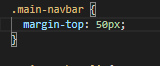 .main-navbar {
  margin-top: 50px;
}